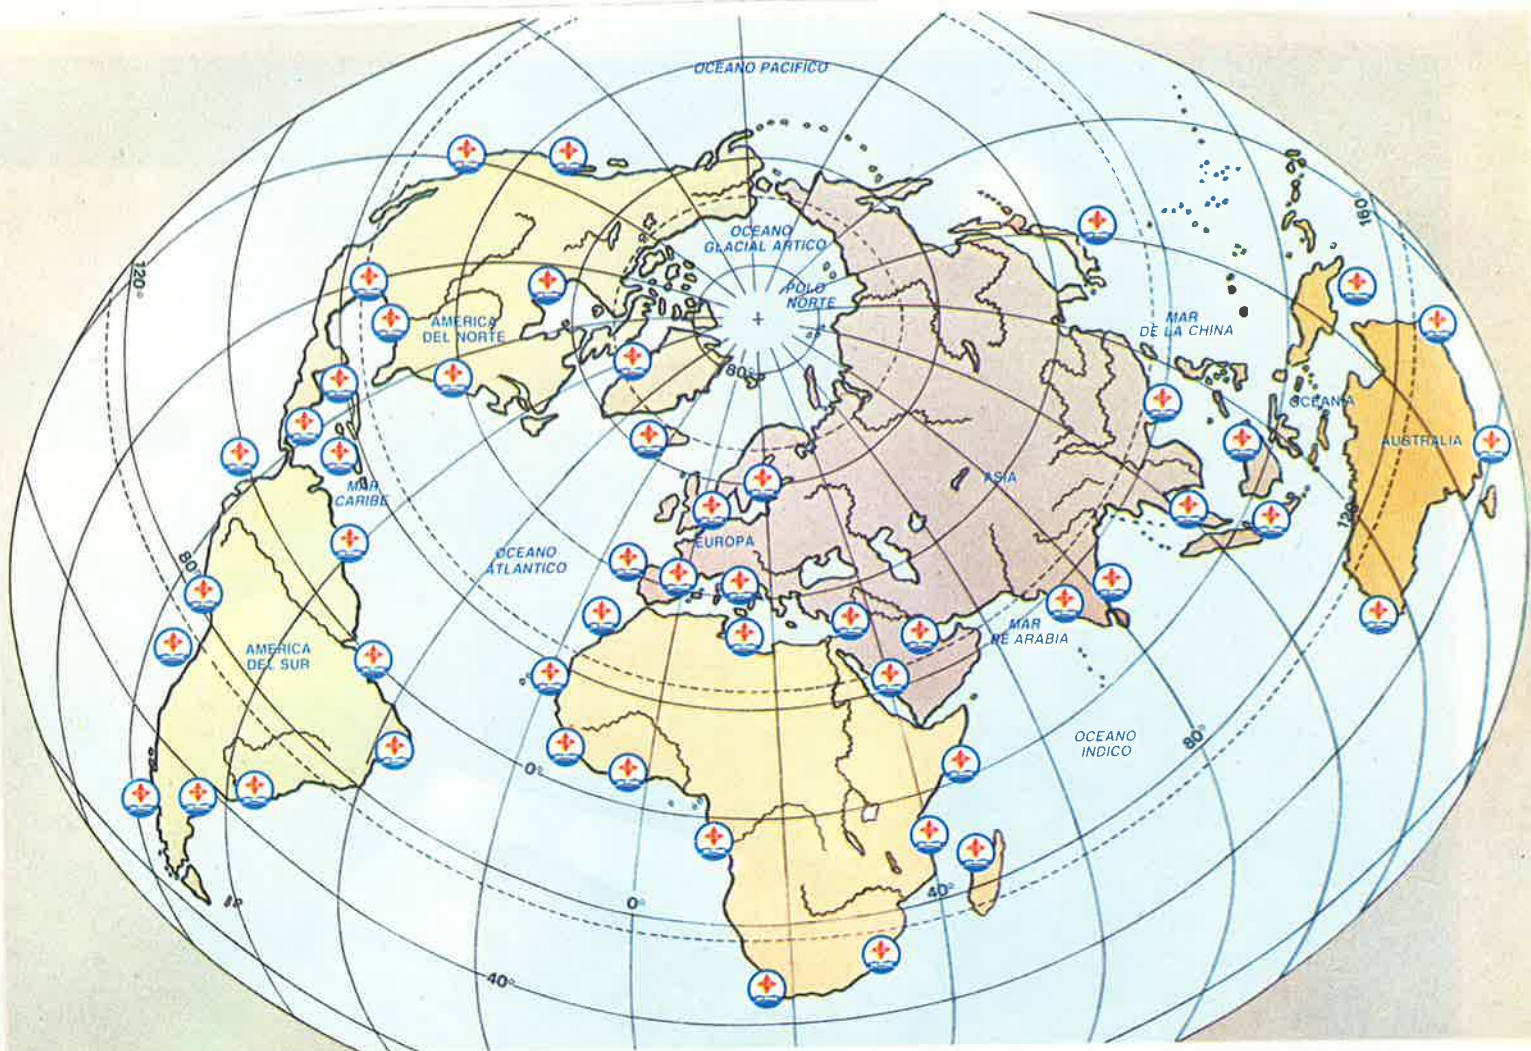 OCEANO PACIFICO
OCEANO
GLACIAL ARTICO
POLO
NORTE
160°
120°
MAR
DE LA CHINA
AMERICA
DEL NORTE
80°
OCEANIA
AUSTRALIA
ASIA
MAR
CARIBE
120°
EUROPA
OCEANO
ATLANTICO
80°
MAR
DE ARABIA
AMERICA
DEL SUR
OCEANO
INDICO
80°
0°
40°
0°
40°